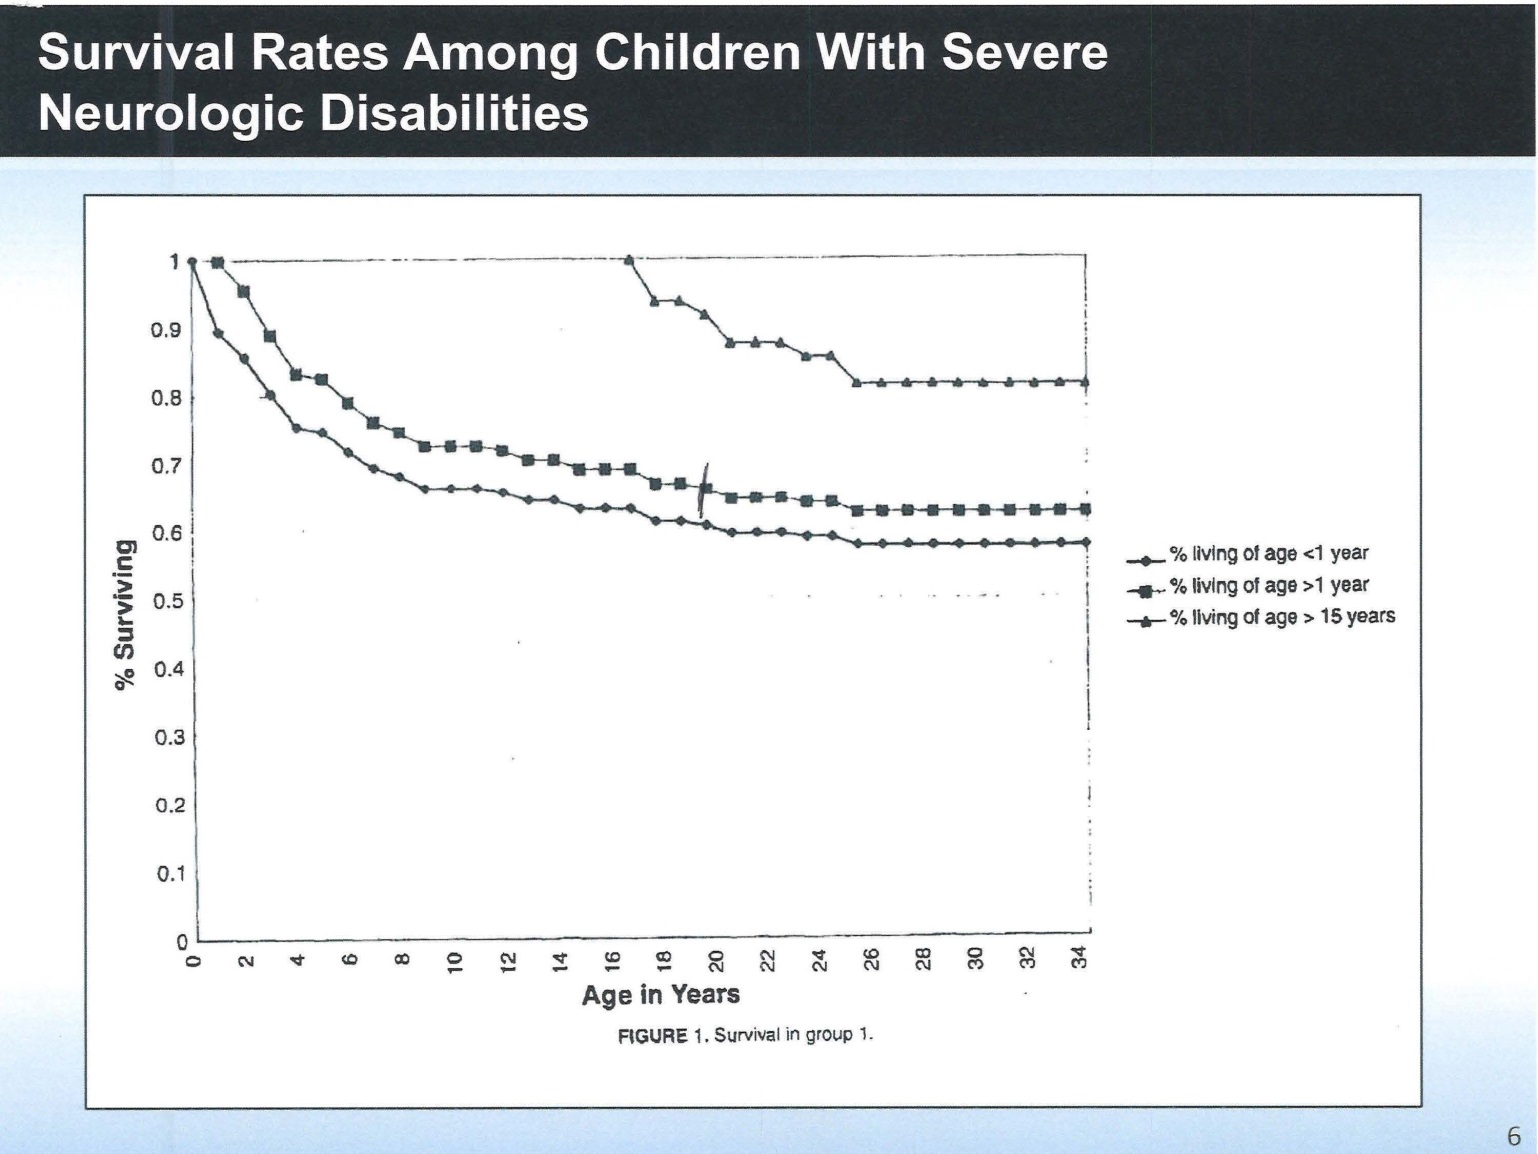 Survival Rates Among Children With Severe
Neurologic Disabilities
1
0.9
0.8
0.7
0.6
0.5
0.4
0.3
0.2
0.1
0
% Surviving
0 2 4 6 8 10 12 14 16 18 20 22 24 26 28 30 32 34
Age in Years
% living of age <1 year
% living of age >1 year
% living of age > 15 years
FIGURE 1. Survival in group 1.
6